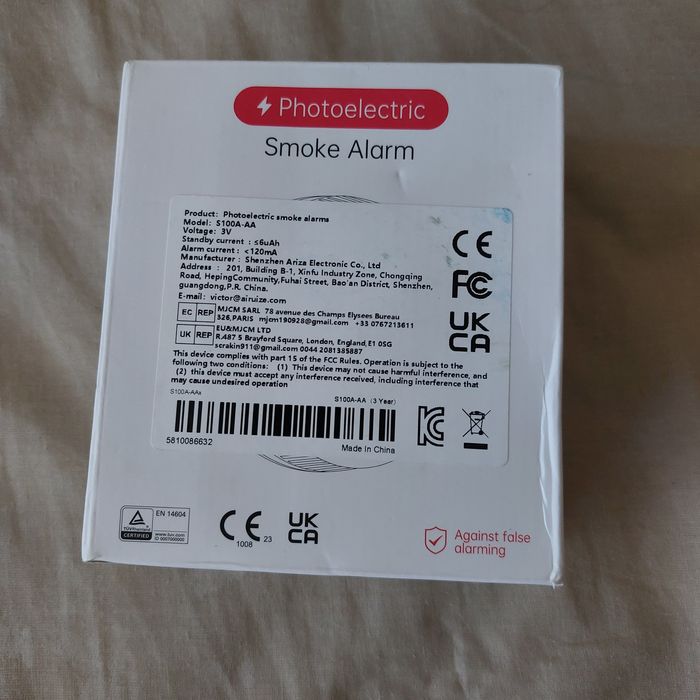 Photoelectric
Smoke Alarm
Product: Photoelectric smoke alarms
Model: S100A-AA
Voltage: 3V
Standby current : ≤6uAh
Alarm current : <120mA
Manufacturer : Shenzhen Ariza Electronic Co., Ltd
Address : 201, Building B-1, Xinfu Industry Zone, Chongqing
Road, HepingCommunity,Fuhai Street, Bao'an District, Shenzhen,
guangdong,P.R. China.
E-mail: victor@airuize.com
EC REP MJCM SARL 78 avenue des Champs Elysees Bureau
326,PARIS mjcm190928@gmail.com +33 0767213611
UK REP EU&MJCM LTD
R.487 5 Brayford Square, London, England,E1 0SG
scrakin911@gmail.com 0044 2081385887
This device complies with part 15 of the FCC Rules. Operation is subject to the
following two conditions: (1) This device may not cause harmful interference, and
(2) this device must accept any interference received, including interference that
may cause undesired operation
CE
FC
UK
CA
S100A-AAs
S100A-AA (3 Year)
5810086632
Made In China
TÜVRheinland
CERTIFIED
EN 14604
www.tuv.com
ID 0007000000
CE
1008 23
UK
CA
Against false
alarming